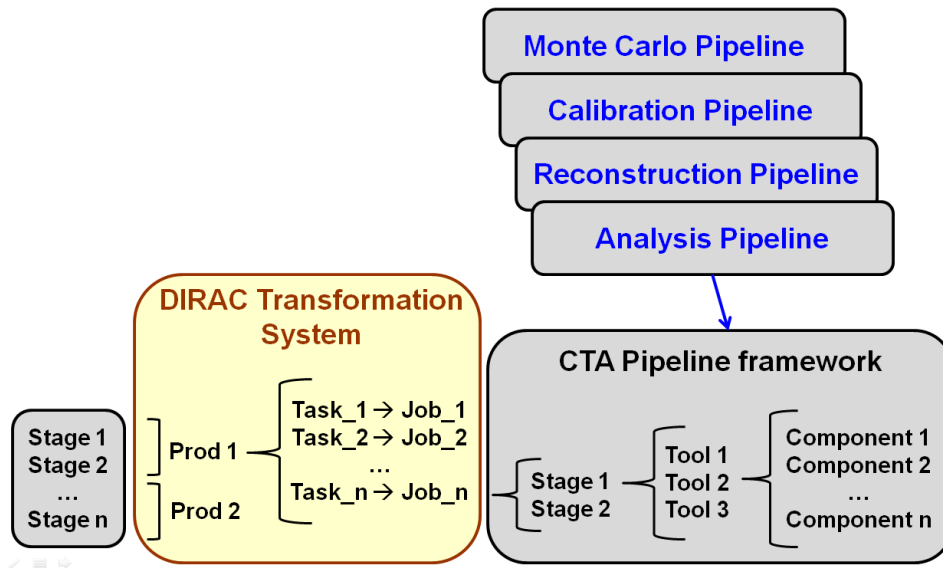 Monte Carlo Pipeline
Calibration Pipeline
Reconstruction Pipeline
Analysis Pipeline
DIRAC Transformation
System
CTA Pipeline framework
Stage 1
Stage 2
...
Stage n
Prod 1
Prod 2
Task_1 → Job_1
Task_2 → Job_2
...
Task_n → Job_n
Stage 1
Stage 2
Tool 1
Tool 2
Tool 3
Component 1
Component 2
...
Component n